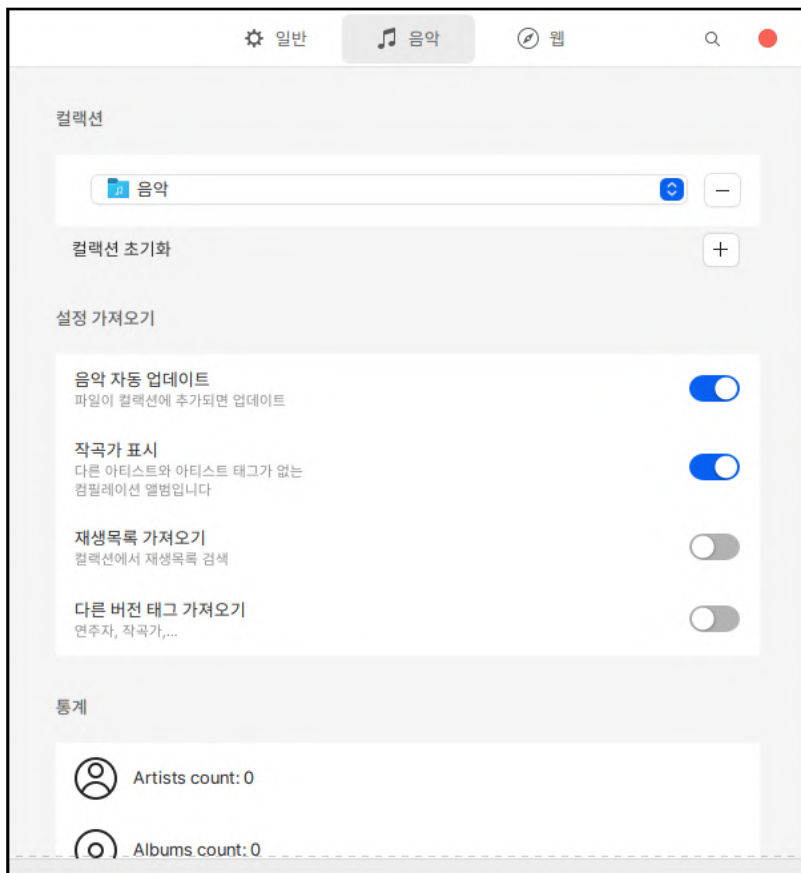 일반
음악
웹
컬랙션
음악
컬랙션 초기화
설정 가져오기
음악 자동 업데이트
파일이 컬랙션에 추가되면 업데이트
작곡가 표시
다른 아티스트와 아티스트 태그가 없는
컴필레이션 앨범입니다
재생목록 가져오기
컬랙션에서 재생목록 검색
다른 버전 태그 가져오기
연주자, 작곡가,...
통계
Artists count: 0
Albums count: 0